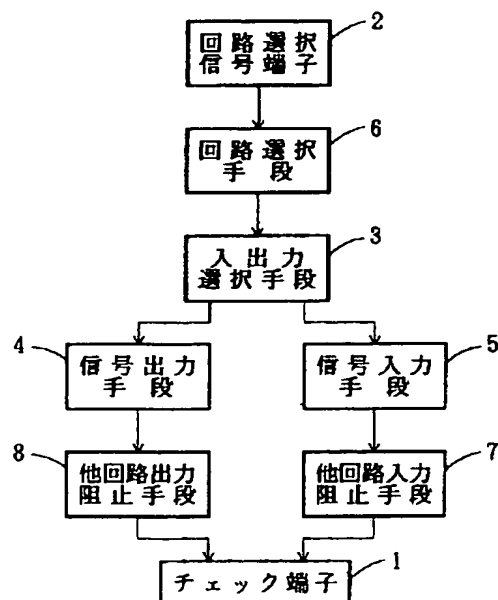 2
回路選択
信号端子
6
回路選択
手段
3
入出力
選択手段
4
信号出力
手段
5
信号入力
手段
8
他回路出力
阻止手段
7
他回路入力
阻止手段
1
チェック端子